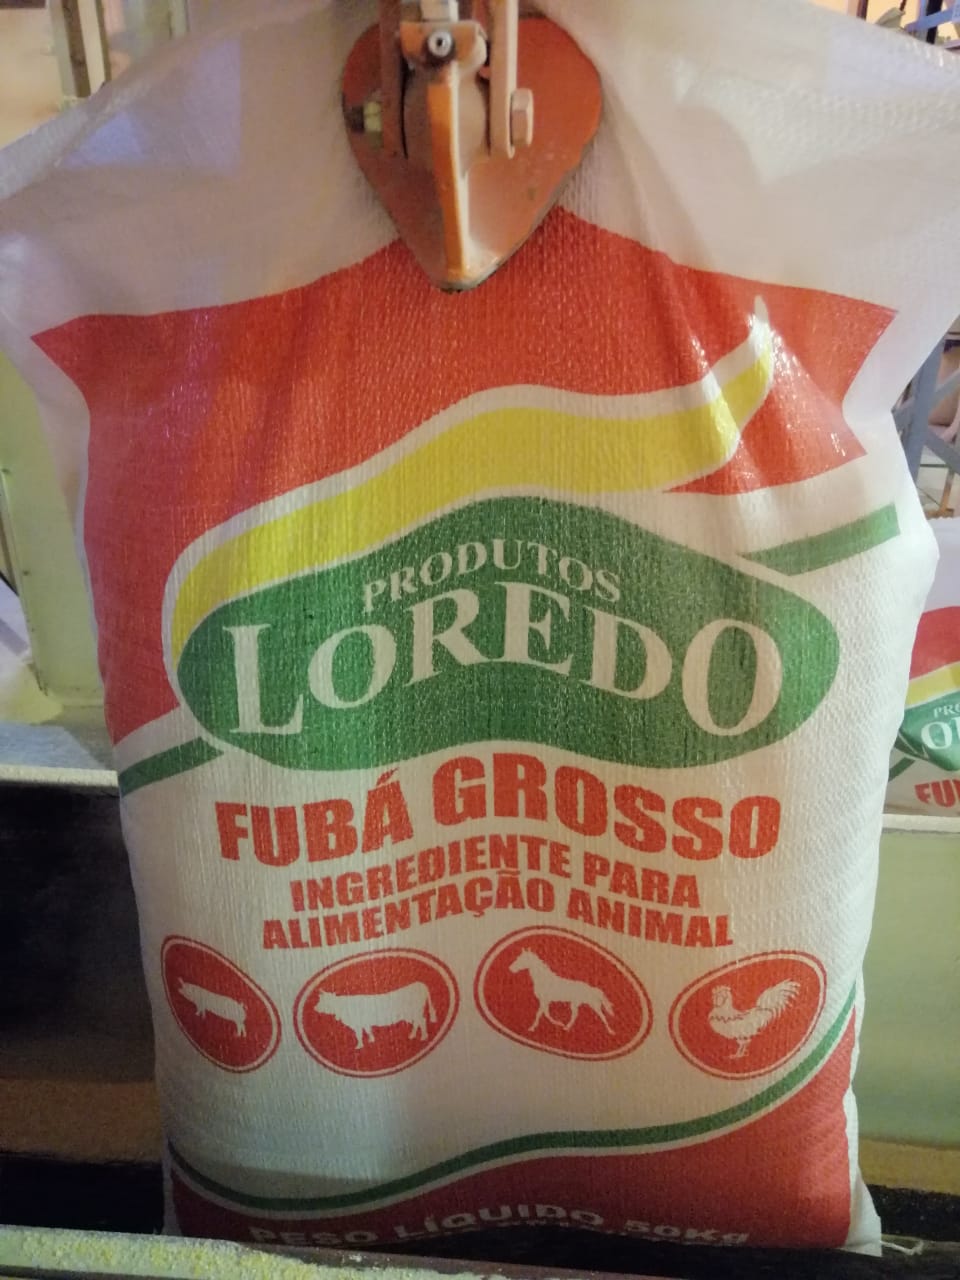 PRODUTOS
LOREDO
FUBÁ GROSSO
INGREDIENTE PARA
ALIMENTAÇÃO ANIMAL
PESO LÍQUIDO 50Kg